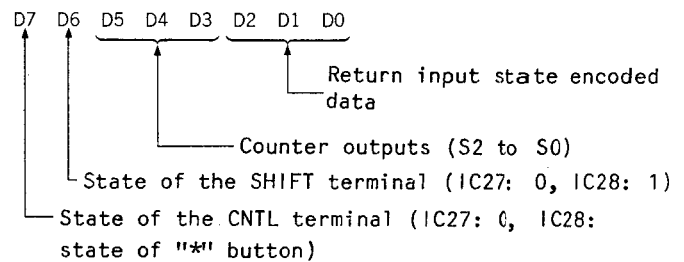 D7 D6 D5 D4 D3 D2 D1 D0
Return input state encoded
data
Counter outputs (S2 to S0)
State of the SHIFT terminal (IC27: 0, IC28: 1)
State of the CNTL terminal (IC27: 0, IC28:
state of "*" button)